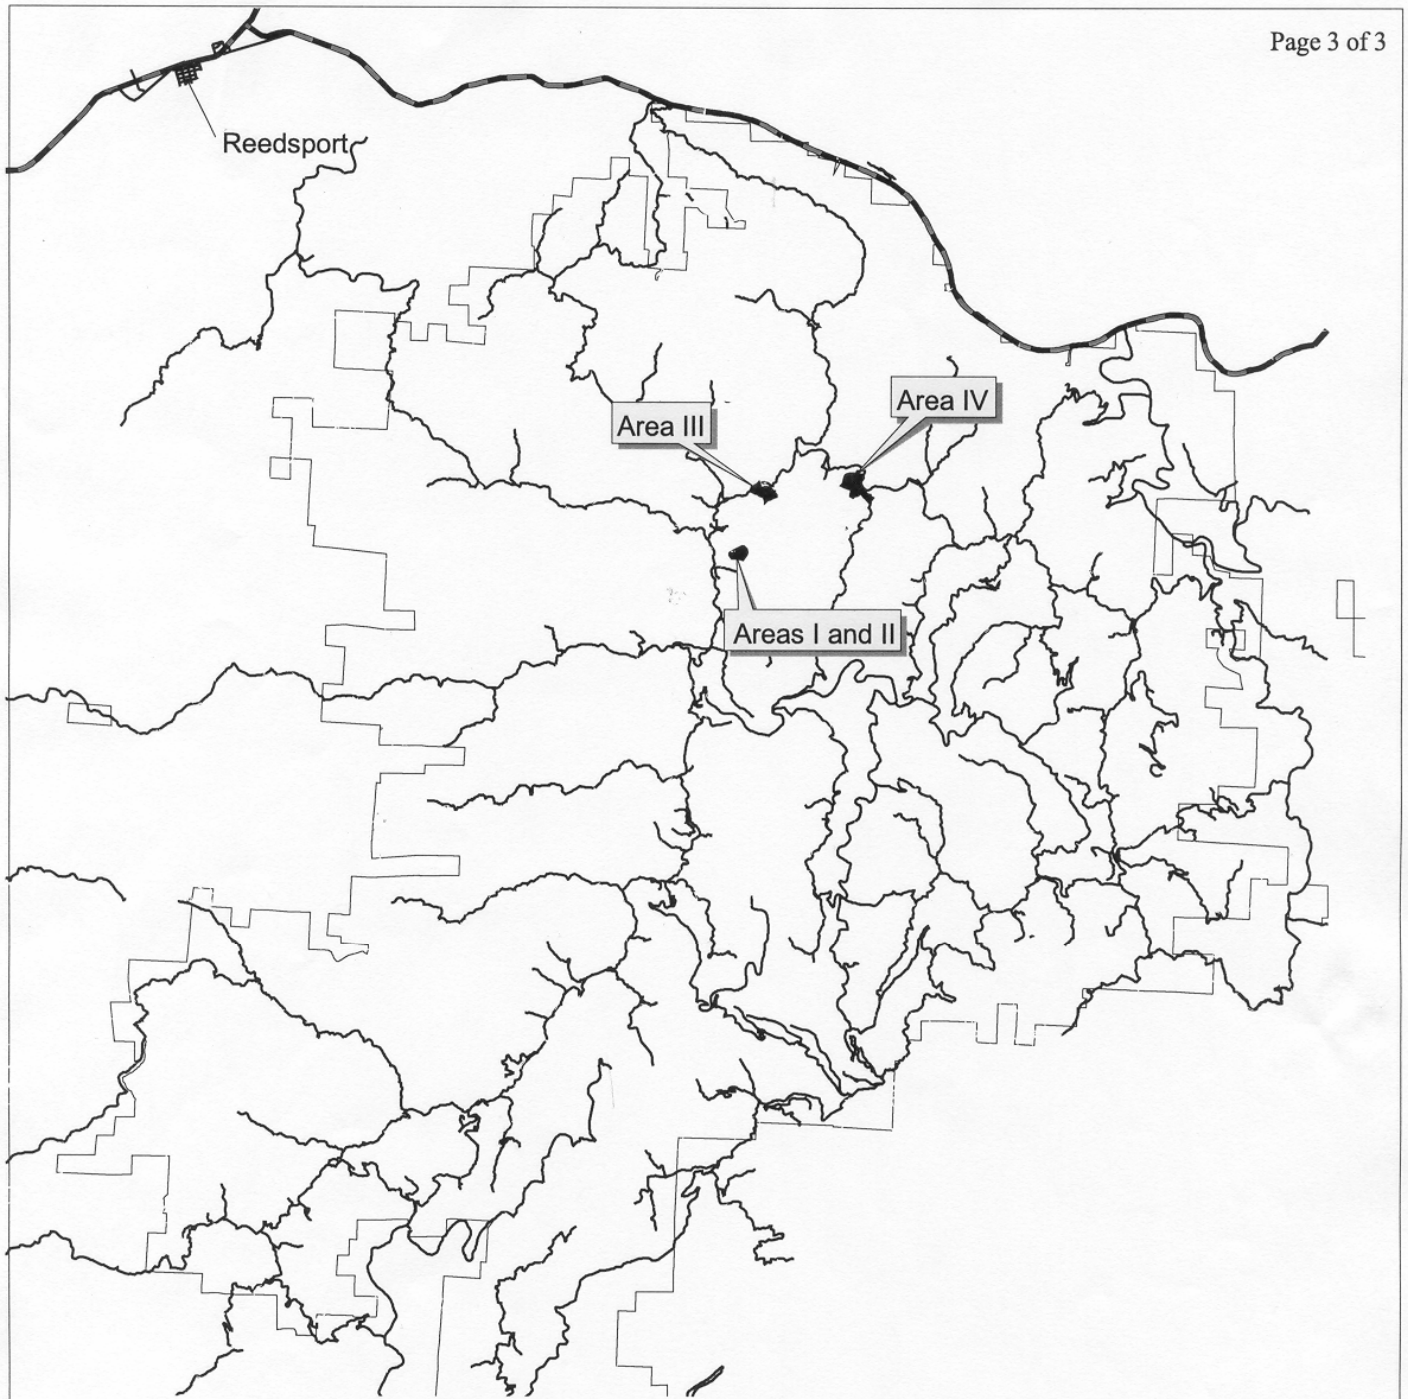 Page 3 of 3
Reedsport
Area IV
Area III
Areas I and II